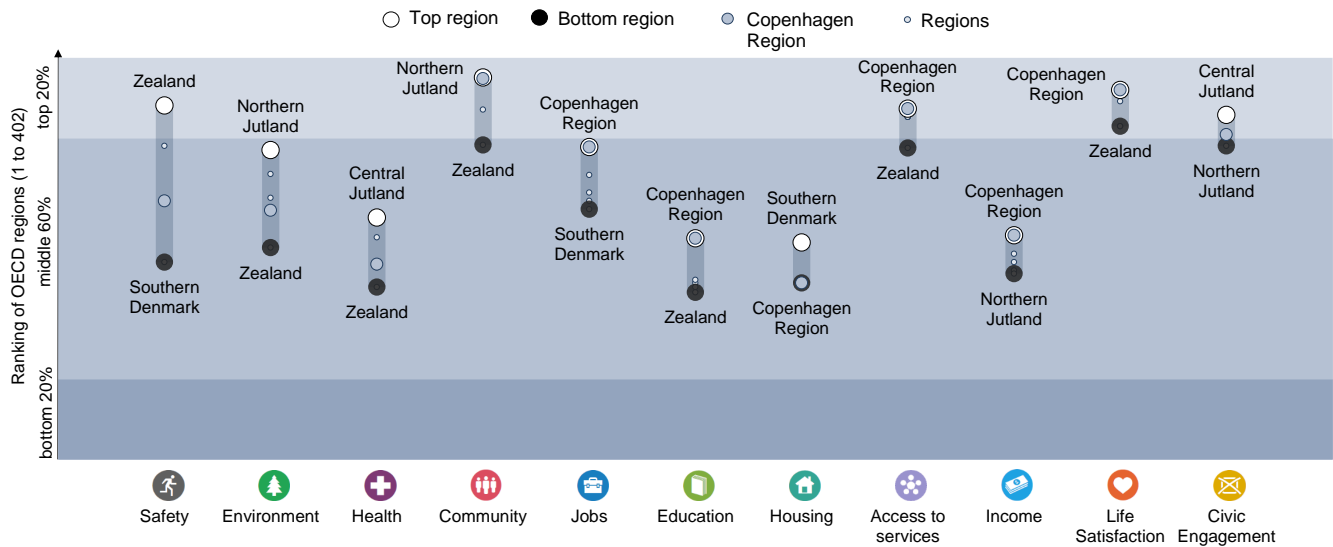 Top region
Bottom region
Copenhagen
Region
Regions
Ranking of OECD regions (1 to 402)
top 20%
middle 60%
bottom 20%
Zealand
Southern
Denmark
Northern
Jutland
Zealand
Central
Jutland
Zealand
Northern
Jutland
Zealand
Copenhagen
Region
Southern
Denmark
Copenhagen
Region
Zealand
Southern
Denmark
Copenhagen
Region
Copenhagen
Region
Zealand
Copenhagen
Region
Northern
Jutland
Copenhagen
Region
Zealand
Central
Jutland
Northern
Jutland
Safety
Environment
Health
Community
Jobs
Education
Housing
Access to
services
Income
Life
Satisfaction
Civic
Engagement